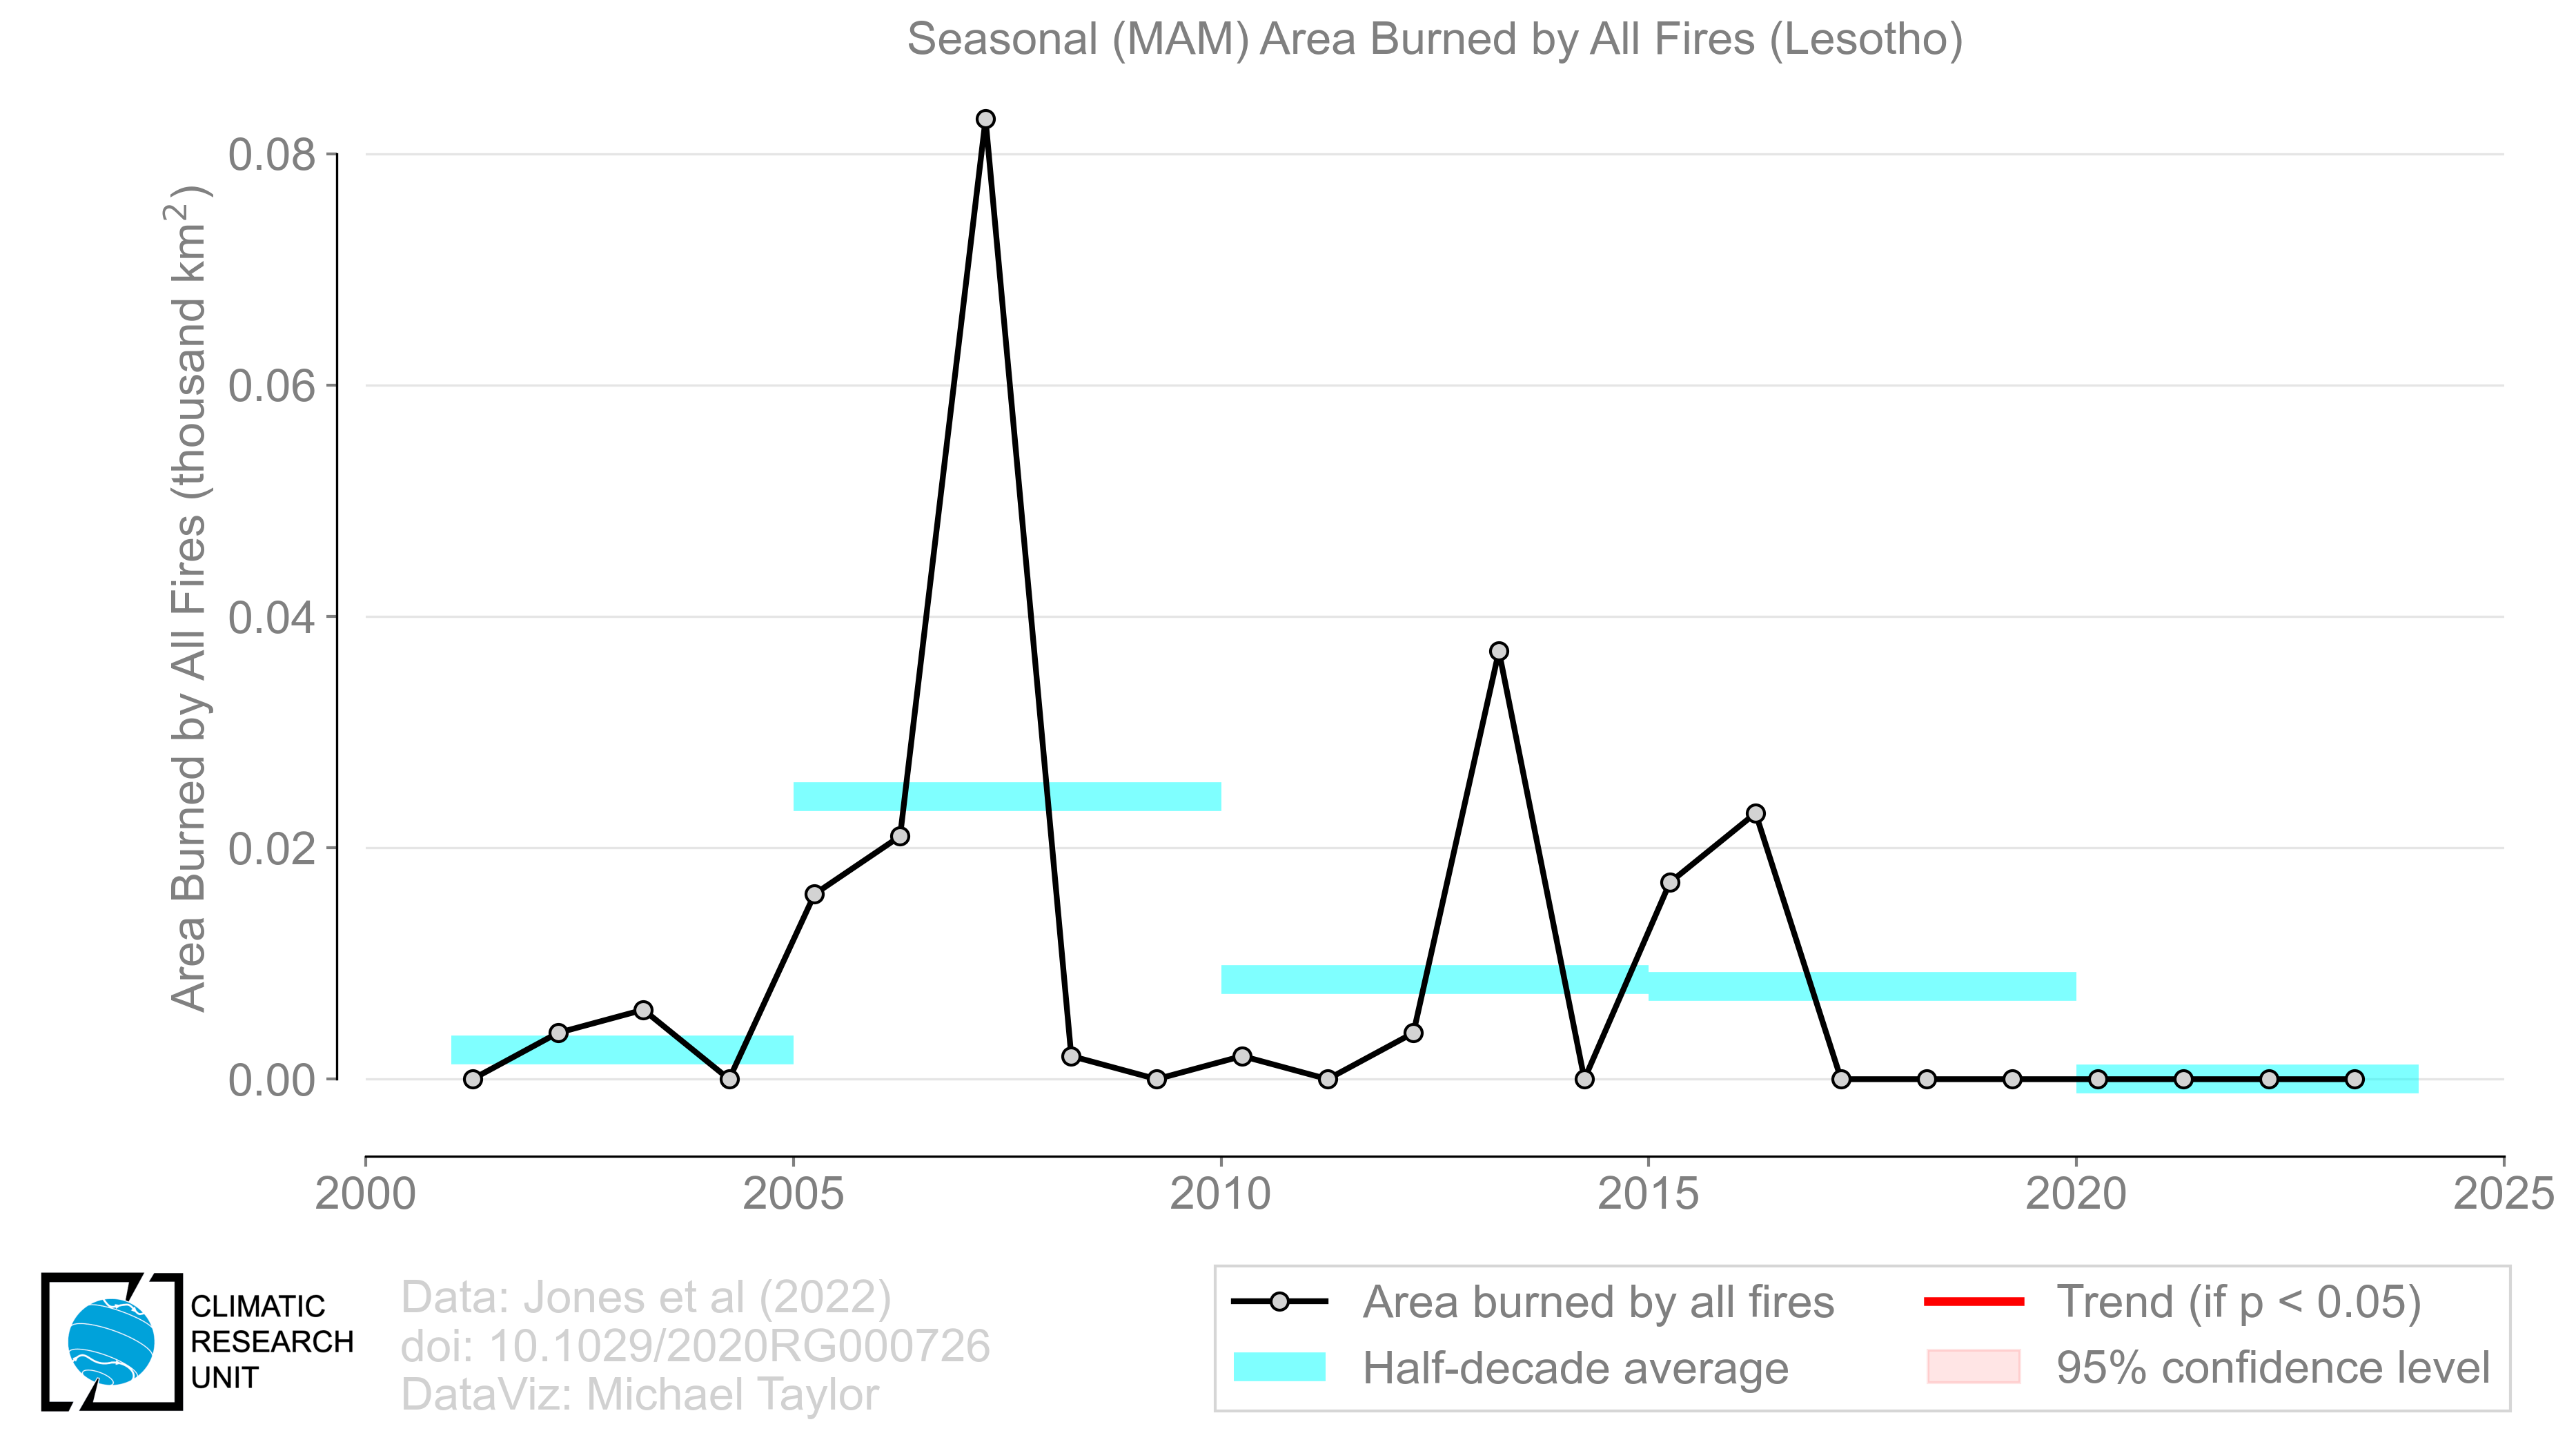 Seasonal (MAM) Area Burned by All Fires (Lesotho)
Area Burned by All Fires (thousand km²)
0.08
0.06
0.04
0.02
0.00
2000 2005 2010 2015 2020 2025
CLIMATIC
RESEARCH
UNIT
Data: Jones et al (2022)
doi: 10.1029/2020RG000726
DataViz: Michael Taylor
Area burned by all fires
Half-decade average
Trend (if p < 0.05)
95% confidence level